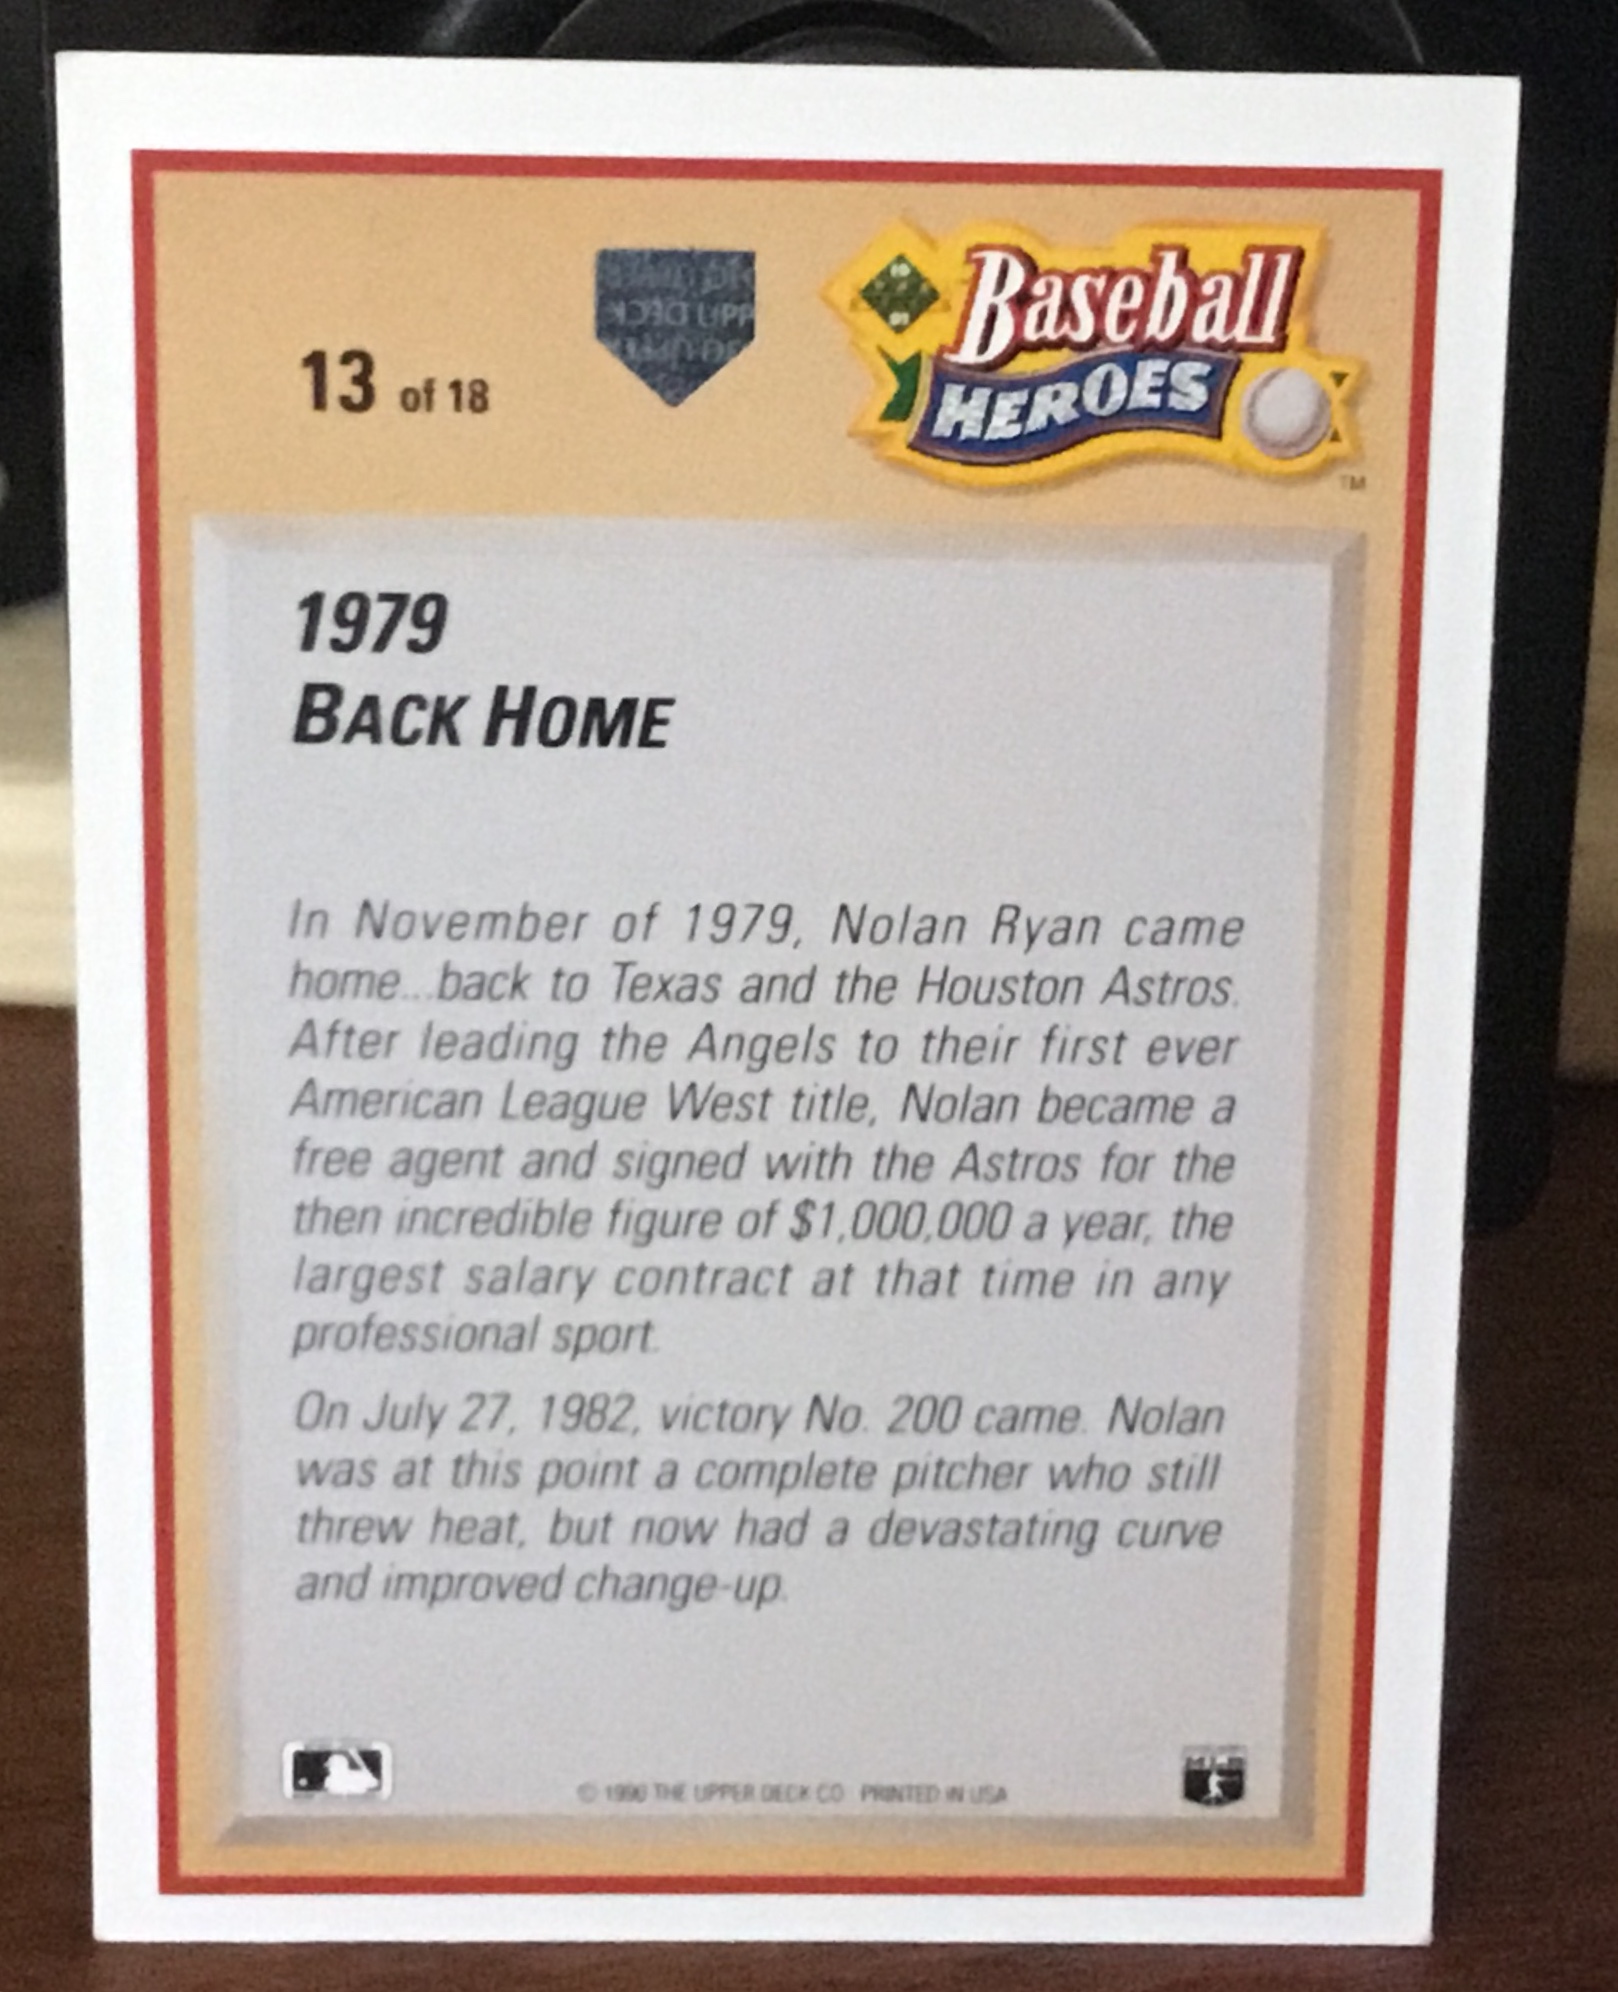 13 of 18
UPPER DECK
Baseball
HEROES
TM
1979
BACK HOME
In November of 1979, Nolan Ryan came
home...back to Texas and the Houston Astros.
After leading the Angels to their first ever
American League West title, Nolan became a
free agent and signed with the Astros for the
then incredible figure of $1,000,000 a year, the
largest salary contract at that time in any
professional sport.
On July 27, 1982, victory No. 200 came. Nolan
was at this point a complete pitcher who still
threw heat, but now had a devastating curve
and improved change-up.
© 1990 THE UPPER DECK CO. PRINTED IN USA